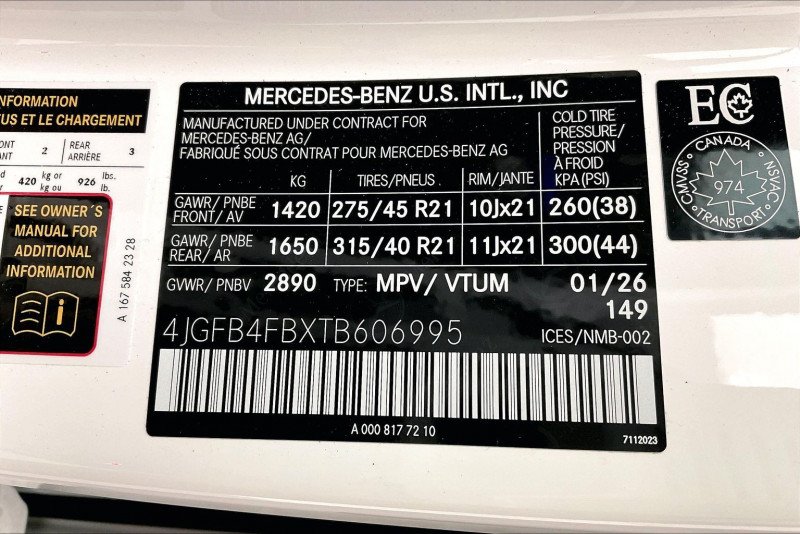 NFORMATION
US ET LE CHARGEMENT
2 REAR ARRIÈRE 3
420 kg or kg ou 926 lbs. lb.
SEE OWNER´S
MANUAL FOR
ADDITIONAL
INFORMATION
A 167 584 23 28
MERCEDES-BENZ U.S. INTL., INC
MANUFACTURED UNDER CONTRACT FOR
MERCEDES-BENZ AG/
FABRIQUÉ SOUS CONTRAT POUR MERCEDES-BENZ AG
COLD TIRE
PRESSURE/
PRESSION
À FROID
KPA (PSI)
KG TIRES/PNEUS RIM/JANTE
GAWR/ PNBE
FRONT/ AV 1420 275/45 R21 10Jx21 260(38)
GAWR/ PNBE
REAR/ AR 1650 315/40 R21 11Jx21 300(44)
GVWR/ PNBV 2890 TYPE: MPV/ VTUM 01/26
149
4JGFB4FBXTB606995 ICES/NMB-002
A 000 817 72 10
7112023
EC
CANADA
CMVSS
NSVAC
974
TRANSPORT